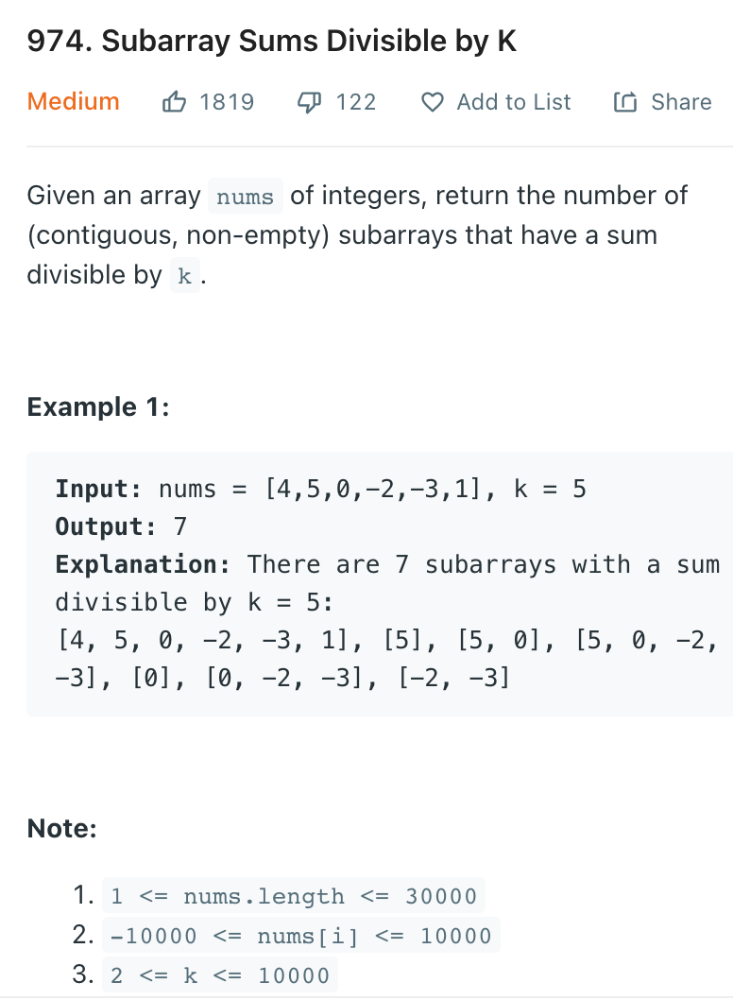 974. Subarray Sums Divisible by K
Medium 1819 122 Add to List Share
Given an array nums of integers, return the number of
(contiguous, non-empty) subarrays that have a sum
divisible by k .
Example 1:
Input: nums = [4,5,0,-2,-3,1], k = 5
Output: 7
Explanation: There are 7 subarrays with a sum
divisible by k = 5:
[4, 5, 0, -2, -3, 1], [5], [5, 0], [5, 0, -2,
-3], [0], [0, -2, -3], [-2, -3]
Note:
1. 1 <= nums.length <= 30000
2. -10000 <= nums[i] <= 10000
3. 2 <= k <= 10000